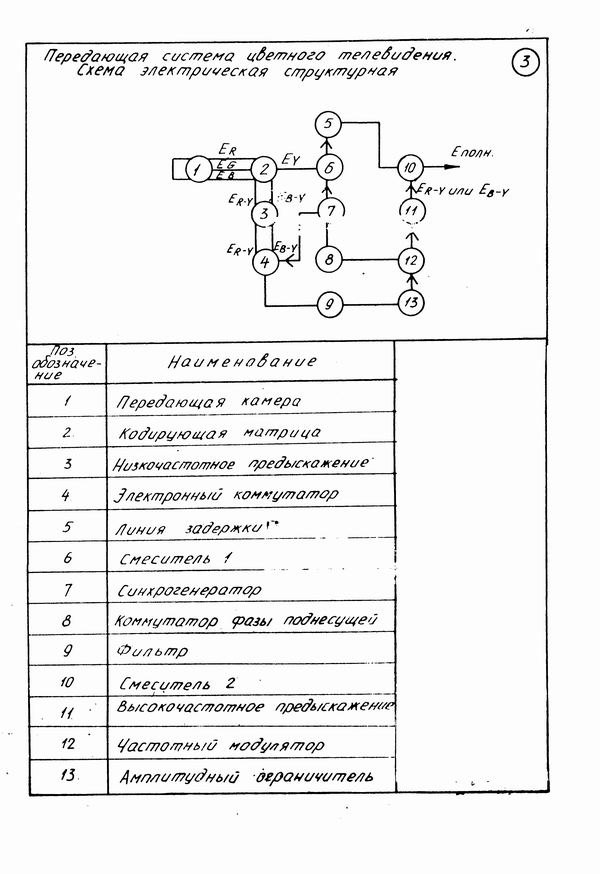 Передающая система цветного телевидения.
Схема электрическая структурная
3
5
ER
EG
EB
EY
Eполн.
1
2
6
10
ER-Y
B-Y
ER-Y или EB-Y
3
7
11
ER-Y
EB-Y
4
8
12
9
13
Поз. обозначе-
ние
Наименование
1 Передающая камера
2 Кодирующая матрица
3 Низкочастотное предыскажение
4 Электронный коммутатор
5 Линия задержки
6 Смеситель 1
7 Синхрогенератор
8 Коммутатор фазы поднесущей
9 Фильтр
10 Смеситель 2
11 Высокочастотное предыскажение
12 Частотный модулятор
13 Амплитудный ограничитель